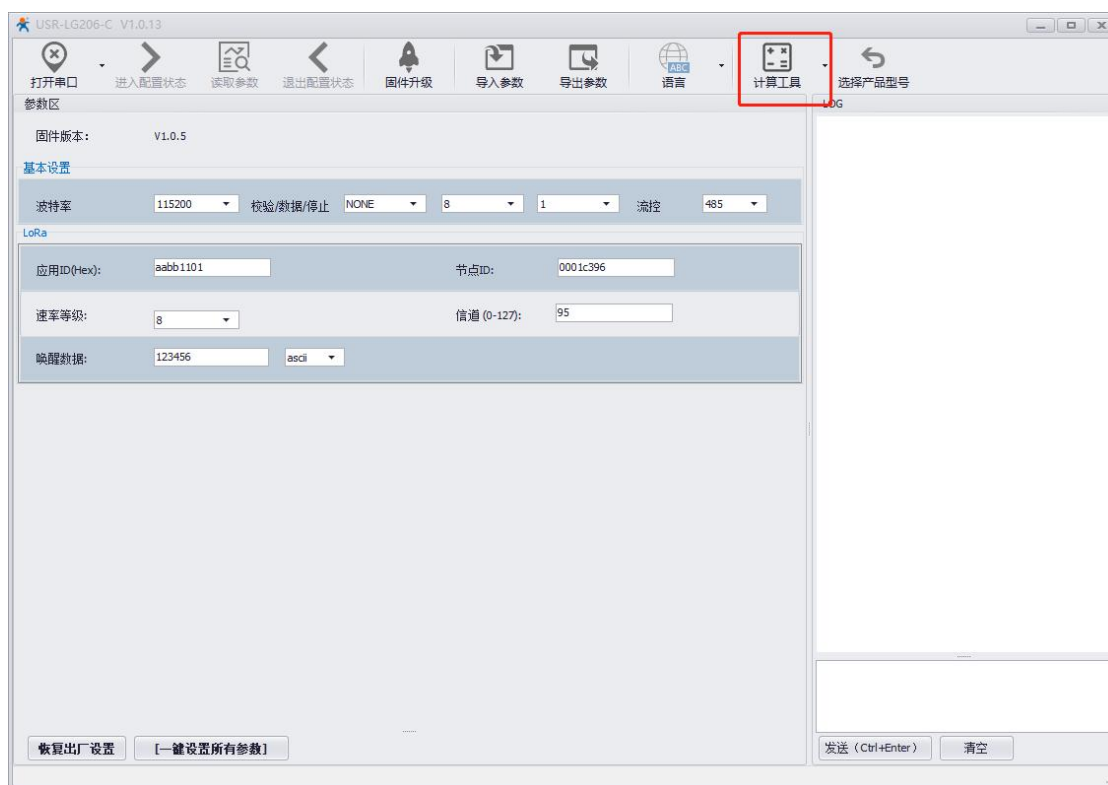 USR-LG206-C V1.0.13
打开串口 进入配置状态 读取参数 退出配置状态 固件升级 导入参数 导出参数 ABC 语言 计算工具 选择产品型号
参数区 LOG
固件版本: V1.0.5
基本设置
波特率 115200 校验/数据/停止 NONE 8 1 流控 485
LoRa
应用ID(Hex): aabb1101 节点ID: 0001c396
速率等级: 8 信道 (0-127): 95
唤醒数据: 123456 ascii
恢复出厂设置 [一键设置所有参数] 发送（Ctrl+Enter） 清空